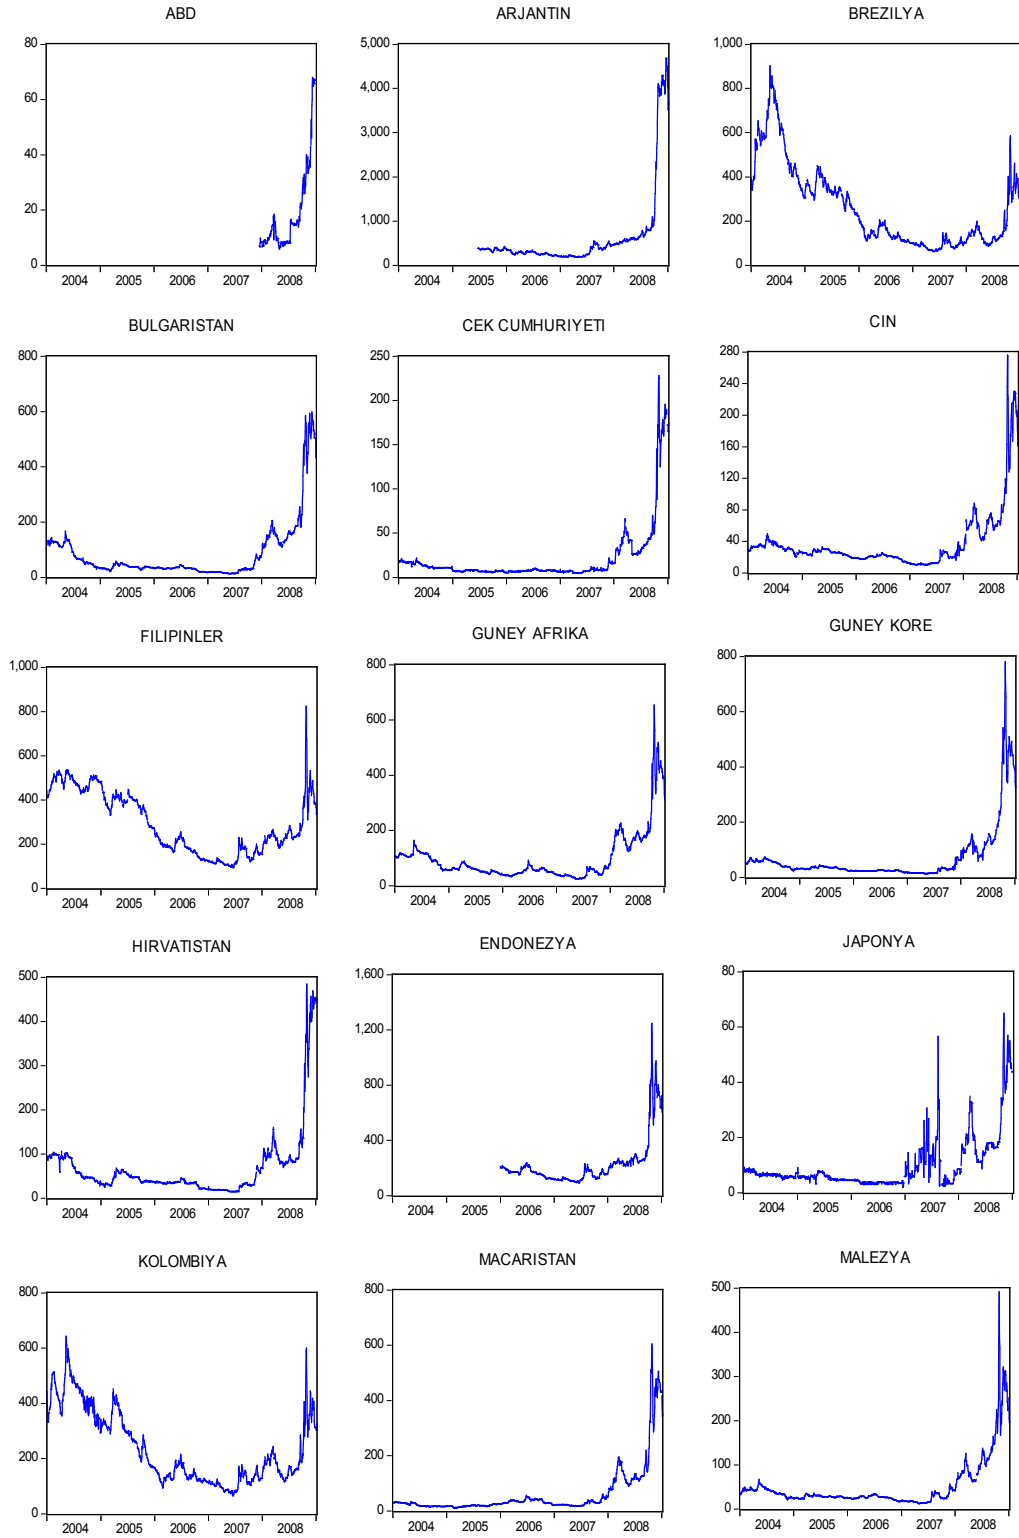 ABD
80
60
40
20
0
2004 2005 2006 2007 2008
ARJANTIN
5,000
4,000
3,000
2,000
1,000
0
2004 2005 2006 2007 2008
BREZILYA
1,000
800
600
400
200
0
2004 2005 2006 2007 2008
BULGARISTAN
800
600
400
200
0
2004 2005 2006 2007 2008
CEK CUMHURIYETI
250
200
150
100
50
0
2004 2005 2006 2007 2008
CIN
280
240
200
160
120
80
40
0
2004 2005 2006 2007 2008
FILIPINLER
1,000
800
600
400
200
0
2004 2005 2006 2007 2008
GUNEY AFRIKA
800
600
400
200
0
2004 2005 2006 2007 2008
GUNEY KORE
800
600
400
200
0
2004 2005 2006 2007 2008
HIRVATISTAN
500
400
300
200
100
0
2004 2005 2006 2007 2008
ENDONEZYA
1,600
1,200
800
400
0
2004 2005 2006 2007 2008
JAPONYA
80
60
40
20
0
2004 2005 2006 2007 2008
KOLOMBIYA
800
600
400
200
0
2004 2005 2006 2007 2008
MACARISTAN
800
600
400
200
0
2004 2005 2006 2007 2008
MALEZYA
500
400
300
200
100
0
2004 2005 2006 2007 2008